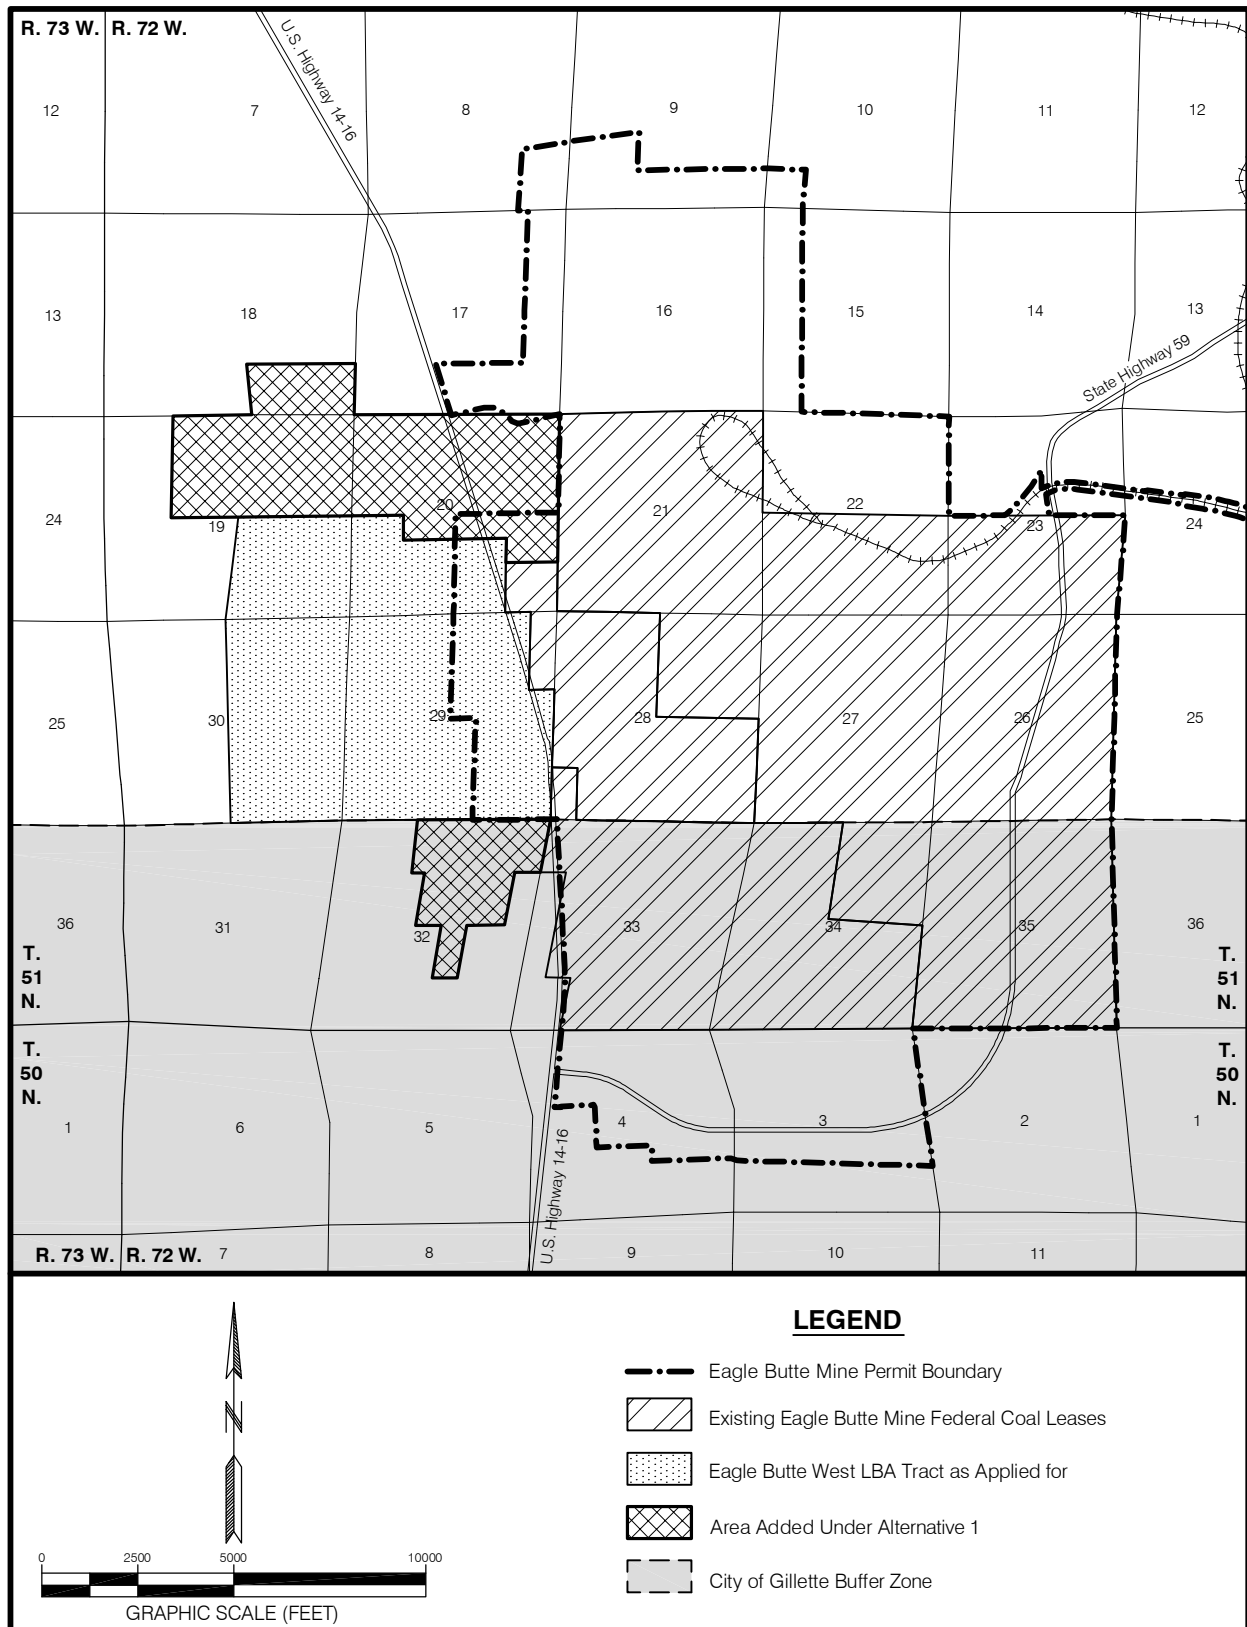 R. 73 W. R. 72 W.
U.S. Highway 14-16
12 7 8 9 10 11 12
13 18 17 16 15 14 13
State Highway 59
24 19 20 21 22 23 24
25 30 29 28 27 26 25
36 31 32 33 34 35 36
T.
51
N.
T.
51
N.
T.
50
N.
T.
50
N.
1 6 5 4 3 2 1
U.S. Highway 14-16
R. 73 W. R. 72 W. 7 8 9 10 11
LEGEND
Eagle Butte Mine Permit Boundary
Existing Eagle Butte Mine Federal Coal Leases
Eagle Butte West LBA Tract as Applied for
Area Added Under Alternative 1
City of Gillette Buffer Zone
N
0 2500 5000 10000
GRAPHIC SCALE (FEET)